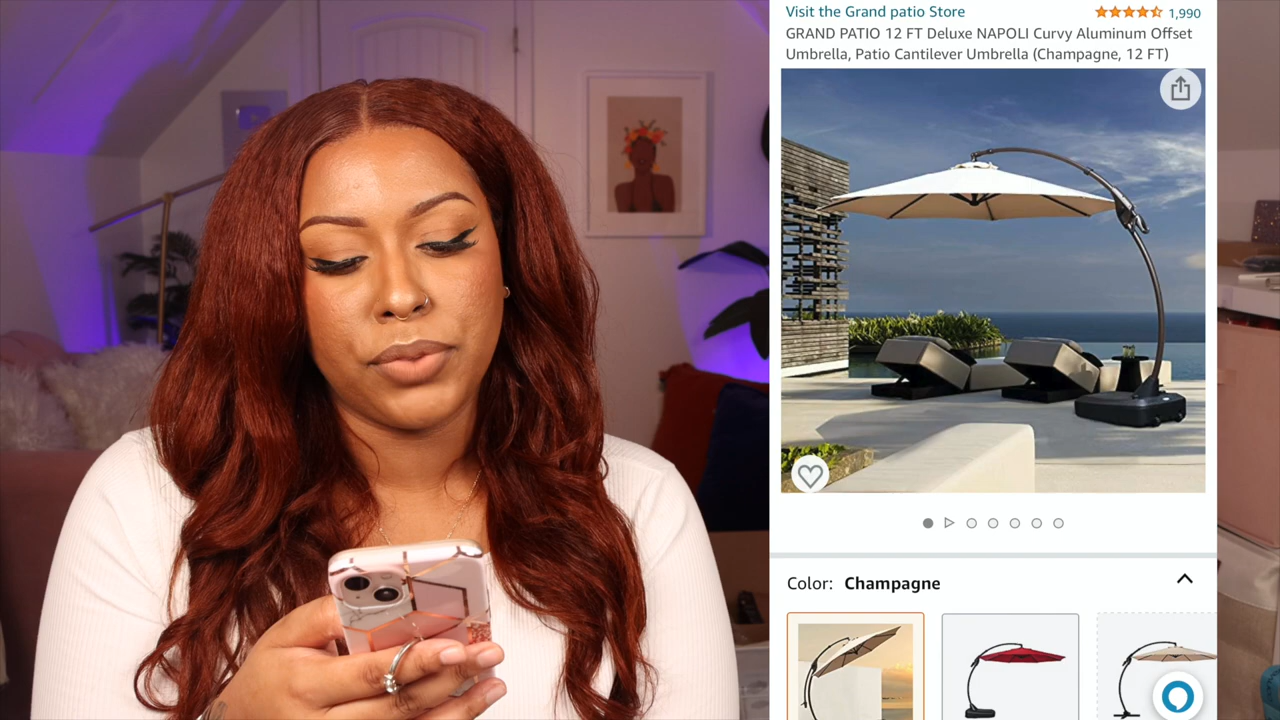 Visit the Grand patio Store
1,990
GRAND PATIO 12 FT Deluxe NAPOLI Curvy Aluminum Offset
Umbrella, Patio Cantilever Umbrella (Champagne, 12 FT)
Color: Champagne